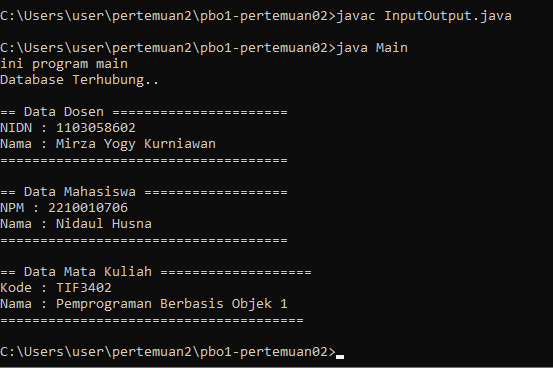 C:\Users\user\pertemuan2\pbo1-pertemuan02>javac InputOutput.java
C:\Users\user\pertemuan2\pbo1-pertemuan02>java Main
ini program main
Database Terhubung..
== Data Dosen ======================
NIDN : 1103058602
Nama : Mirza Yogy Kurniawan
====================================
== Data Mahasiswa ==================
NPM : 2210010706
Nama : Nidaul Husna
====================================
== Data Mata Kuliah ===================
Kode : TIF3402
Nama : Pemprograman Berbasis Objek 1
======================================
C:\Users\user\pertemuan2\pbo1-pertemuan02>